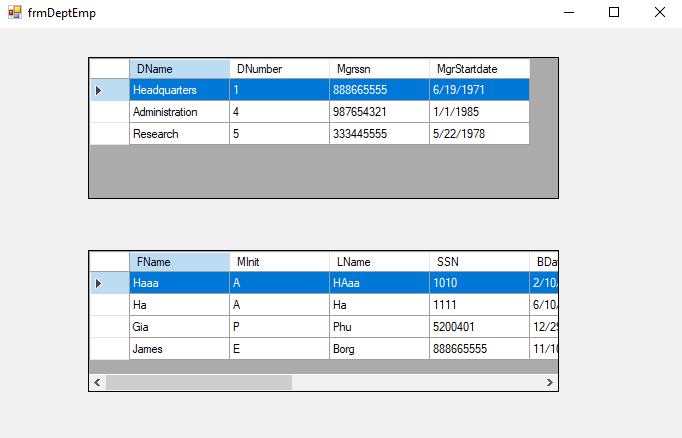 frmDeptEmp
DName DNumber Mgrssn MgrStartdate
Headquarters 1 888665555 6/19/1971
Administration 4 987654321 1/1/1985
Research 5 333445555 5/22/1978
FName MInit LName SSN BDa
Haaa A HAaa 1010 2/10/
Ha A Ha 1111 6/10/
Gia P Phu 5200401 12/29
James E Borg 888665555 11/10